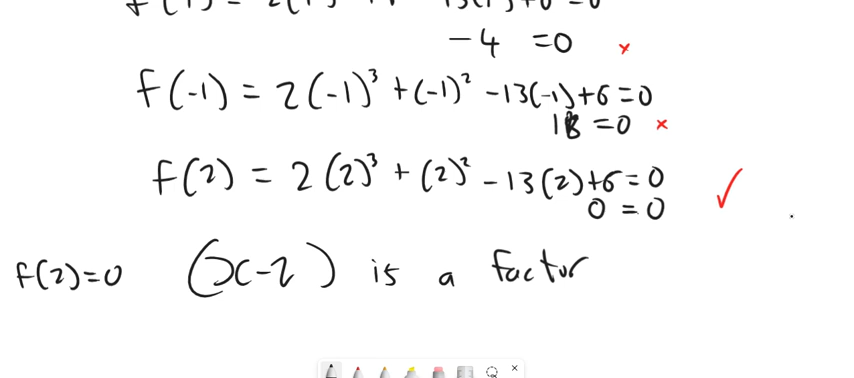 - 4 = 0 ×
f(-1) = 2(-1)³ + (-1)² - 13(-1) + 6 = 0
18 = 0 ×
f(2) = 2(2)³ + (2)² - 13(2) + 6 = 0 ✓
0 = 0
f(2) = 0 (x - 2) is a factor